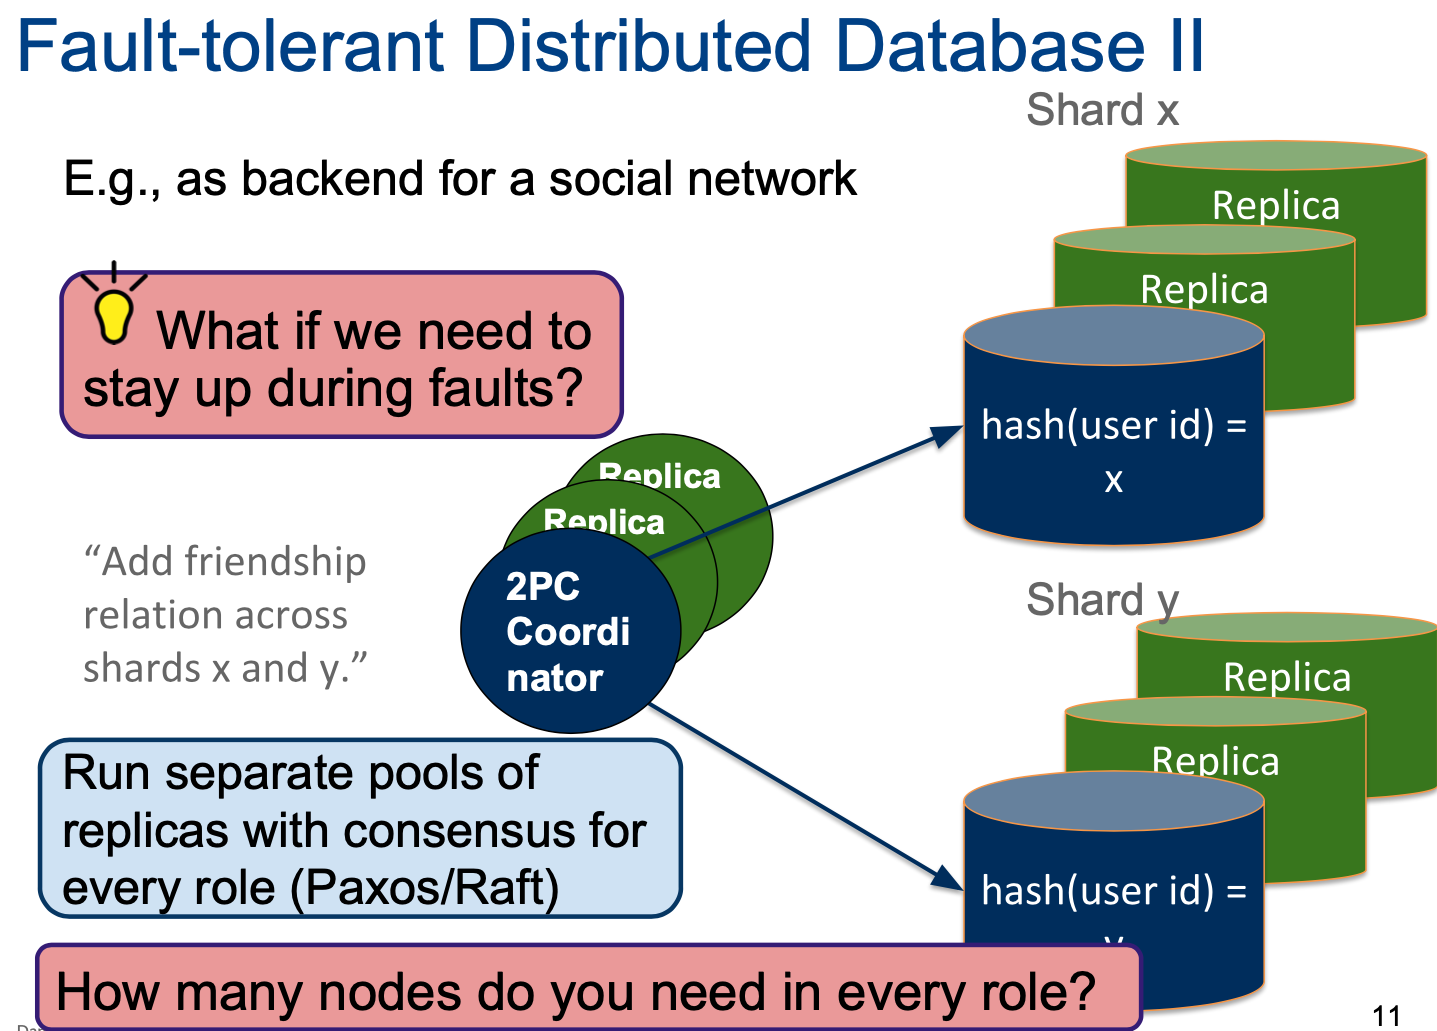 Fault-tolerant Distributed Database II
Shard x
E.g., as backend for a social network
Replica
Replica
What if we need to
stay up during faults?
hash(user id) =
x
Replica
Replica
2PC
Coordi
nator
“Add friendship
relation across
shards x and y.”
Shard y
Replica
Replica
Run separate pools of
replicas with consensus for
every role (Paxos/Raft)
hash(user id) =
How many nodes do you need in every role?
11